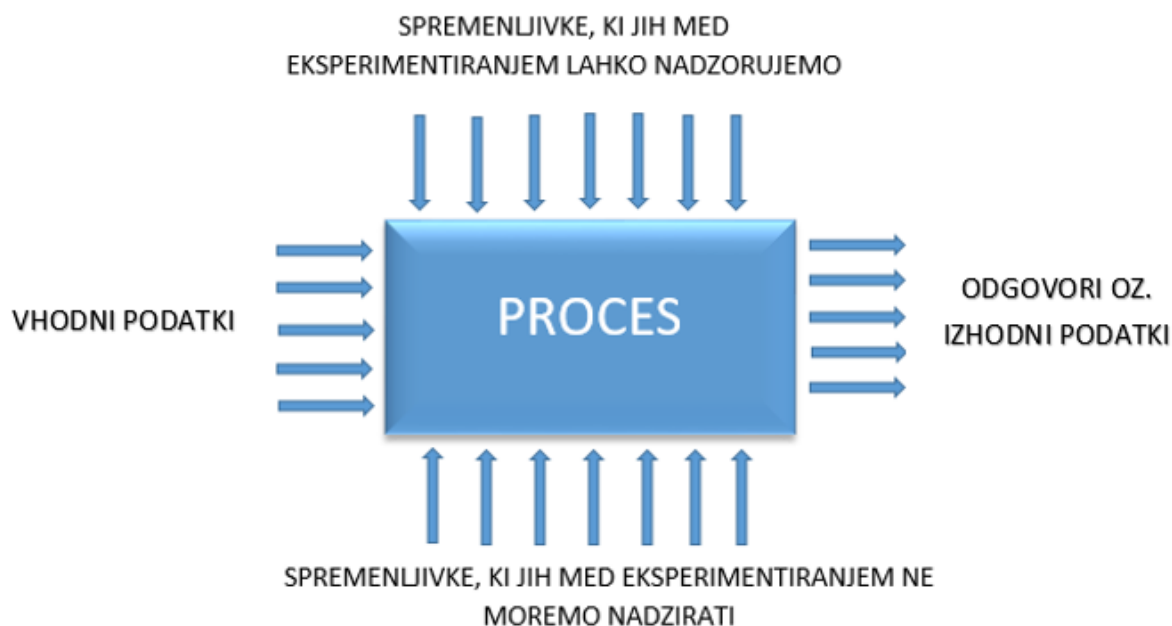 SPREMENLJIVKE, KI JIH MED
EKSPERIMENTIRANJEM LAHKO NADZORUJEMO
VHODNI PODATKI
PROCES
ODGOVORI OZ.
IZHODNI PODATKI
SPREMENLJIVKE, KI JIH MED EKSPERIMENTIRANJEM NE
MOREMO NADZIRATI